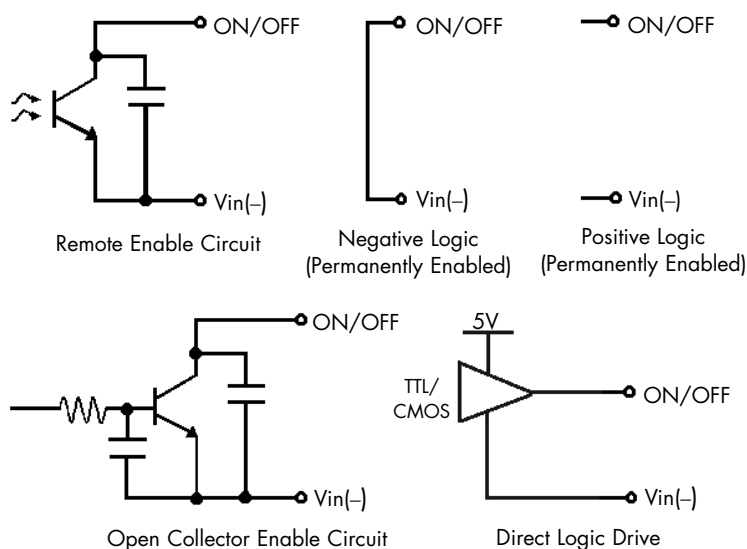 ON/OFF
ON/OFF
ON/OFF
Vin(–)
Vin(–)
Vin(–)
Remote Enable Circuit
Negative Logic
(Permanently Enabled)
Positive Logic
(Permanently Enabled)
ON/OFF
Vin(–)
Open Collector Enable Circuit
5V
TTL/
CMOS
ON/OFF
Vin(–)
Direct Logic Drive